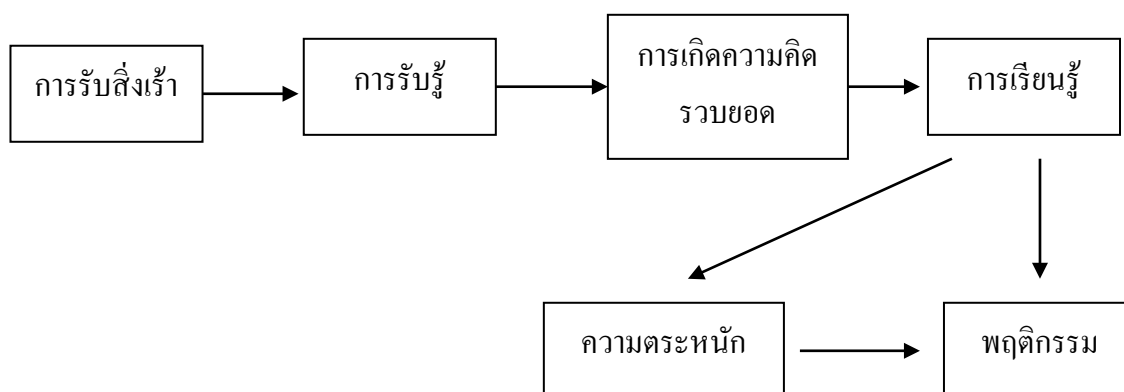 การรับสิ่งเร้า
การรับรู้
การเกิดความคิด
รวบยอด
การเรียนรู้
ความตระหนัก
พฤติกรรม